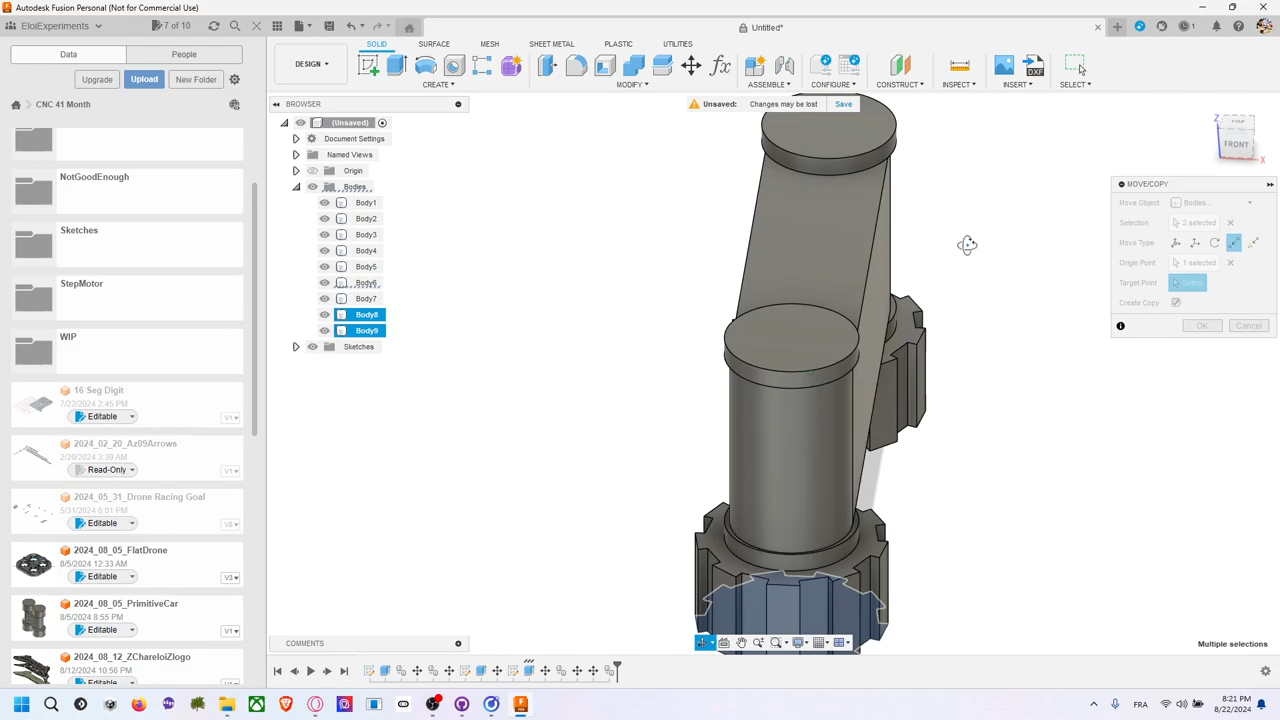 Autodesk Fusion Personal (Not for Commercial Use)
EloiExperiments
7 of 10
Untitled*
1
Data
People
SOLID
SURFACE
MESH
SHEET METAL
PLASTIC
UTILITIES
DESIGN
Upgrade
Upload
New Folder
CREATE
MODIFY
ASSEMBLE
CONFIGURE
CONSTRUCT
INSPECT
INSERT
SELECT
CNC 41 Month
BROWSER
Unsaved: Changes may be lost Save
(Unsaved)
Document Settings
Named Views
Origin
Bodies
Body1
Body2
Body3
Body4
Body5
Body6
Body7
Body8
Body9
Sketches
Z
TOP
FRONT
X
MOVE/COPY
Move Object
Bodies...
Selection
2 selected
Move Type
Origin Point
1 selected
Target Point
Select
Create Copy
OK
Cancel
NotGoodEnough
Sketches
StepMotor
WIP
16 Seg Digit
7/22/2024 2:45 PM
Editable
V1
2024_02_20_Az09Arrows
2/20/2024 3:39 AM
Read-Only
V1
2024_05_31_Drone Racing Goal
5/31/2024 6:01 PM
Editable
V8
2024_08_05_FlatDrone
8/5/2024 12:33 AM
Editable
V3
2024_08_05_PrimitiveCar
8/5/2024 8:55 PM
Editable
V1
2024_08_12_ZChareloiZlogo
8/12/2024 10:56 PM
Editable
COMMENTS
Multiple selections
FRA
8:21 PM
8/22/2024